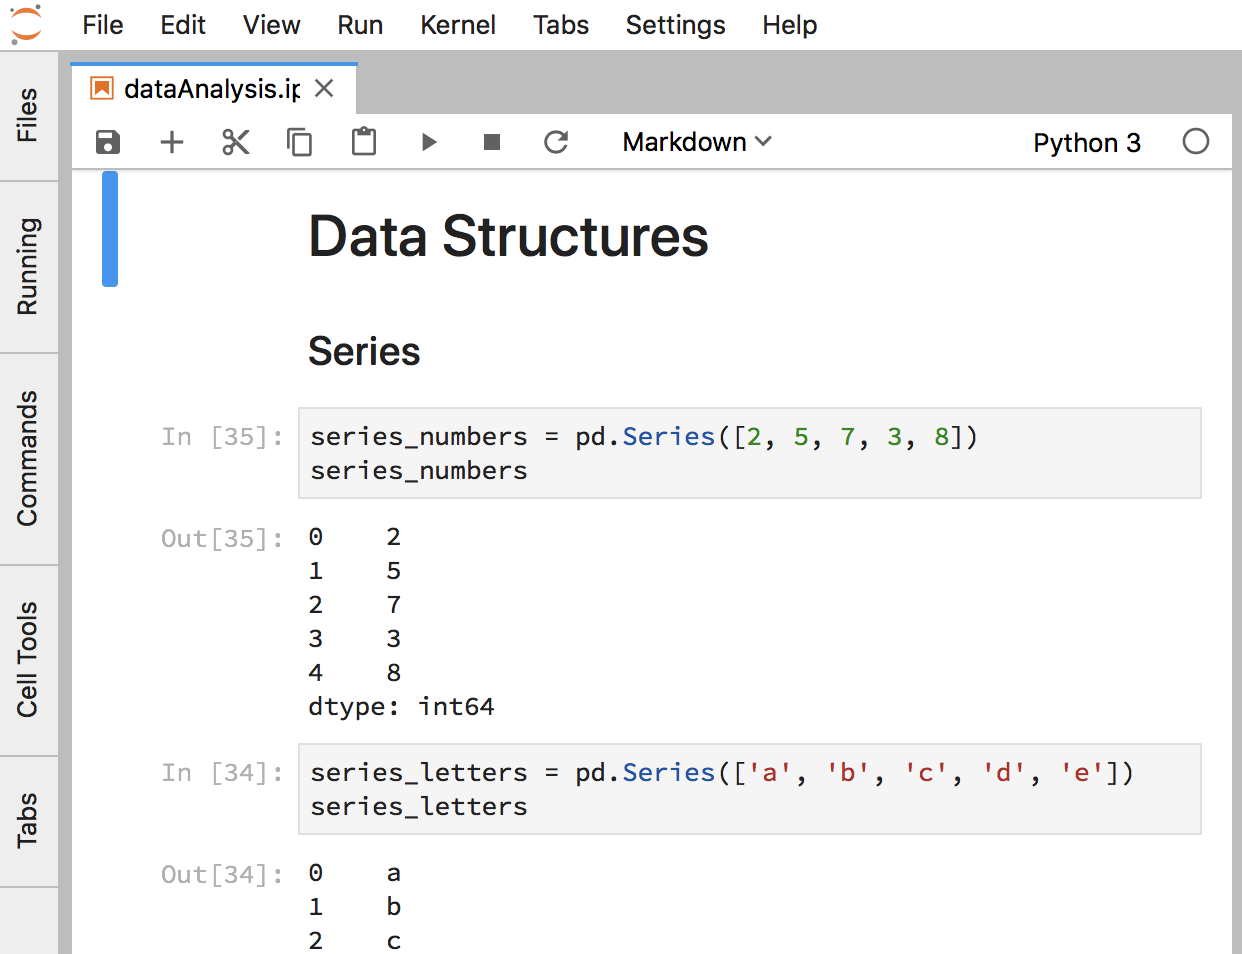 File Edit View Run Kernel Tabs Settings Help
Files
Running
Commands
Cell Tools
Tabs
dataAnalysis.ip
Markdown
Python 3
Data Structures
Series
In [35]: series_numbers = pd.Series([2, 5, 7, 3, 8])
series_numbers
Out[35]: 0 2
1 5
2 7
3 3
4 8
dtype: int64
In [34]: series_letters = pd.Series(['a', 'b', 'c', 'd', 'e'])
series_letters
Out[34]: 0 a
1 b
2 c